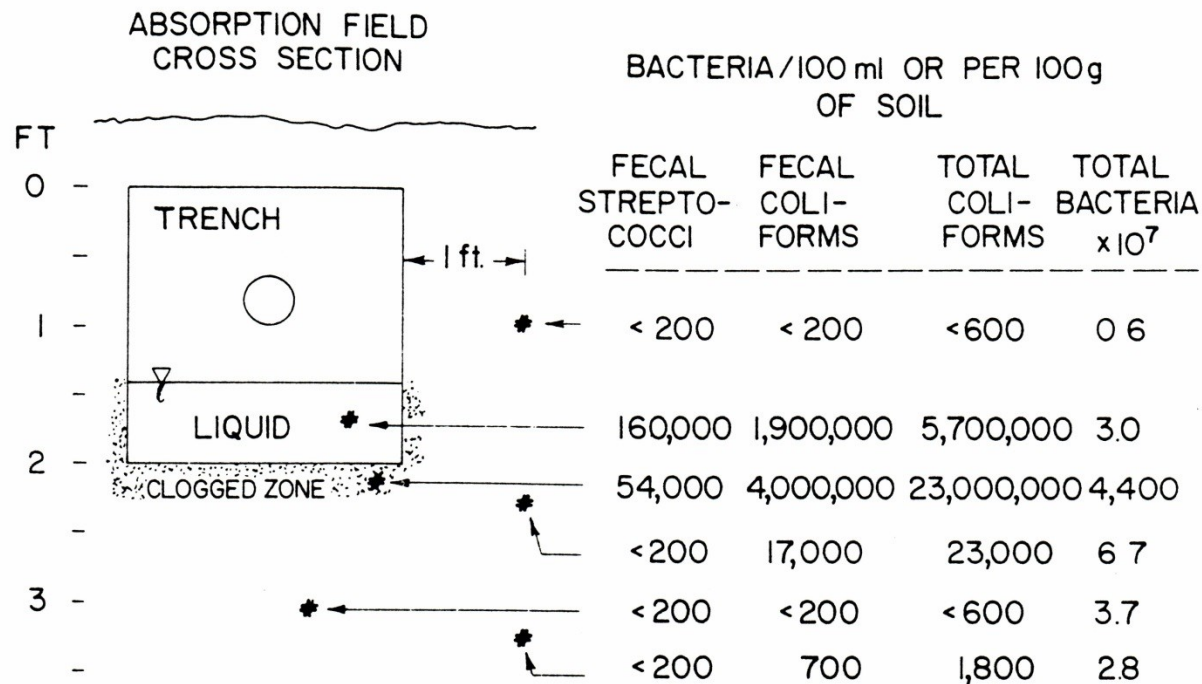 ABSORPTION FIELD
CROSS SECTION
BACTERIA/100 ml OR PER 100g
OF SOIL
FT
FECAL FECAL TOTAL TOTAL
STREPTO- COLI- COLI- BACTERIA
COCCI FORMS FORMS x10⁷
0
TRENCH
1 ft.
1 <200 <200 <600 0 6
LIQUID 160,000 1,900,000 5,700,000 3.0
2
CLOGGED ZONE 54,000 4,000,000 23,000,000 4,400
<200 17,000 23,000 6 7
3 <200 <200 <600 3.7
<200 700 1,800 2.8